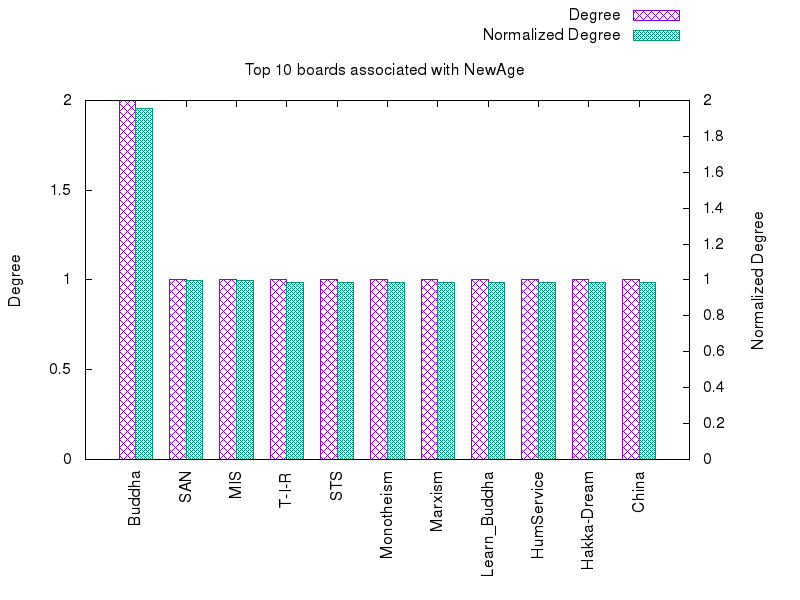 Degree
Normalized Degree
Top 10 boards associated with NewAge
2
1.5
1
0.5
0
2
1.8
1.6
1.4
1.2
1
0.8
0.6
0.4
0.2
0
Degree
Normalized Degree
Buddha
SAN
MIS
T-I-R
STS
Monotheism
Marxism
Learn_Buddha
HumService
Hakka-Dream
China